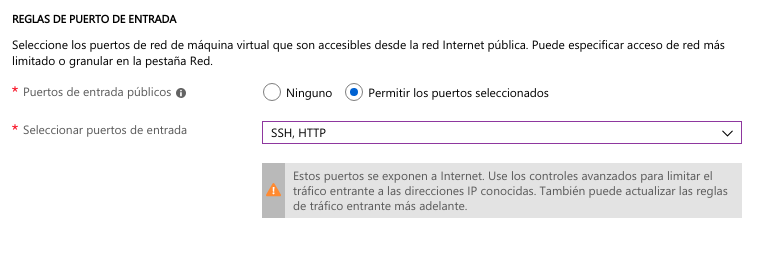 REGLAS DE PUERTO DE ENTRADA
Seleccione los puertos de red de máquina virtual que son accesibles desde la red Internet pública. Puede especificar acceso de red más
limitado o granular en la pestaña Red.
* Puertos de entrada públicos
Ninguno
Permitir los puertos seleccionados
* Seleccionar puertos de entrada
SSH, HTTP
Estos puertos se exponen a Internet. Use los controles avanzados para limitar el
tráfico entrante a las direcciones IP conocidas. También puede actualizar las reglas
de tráfico entrante más adelante.